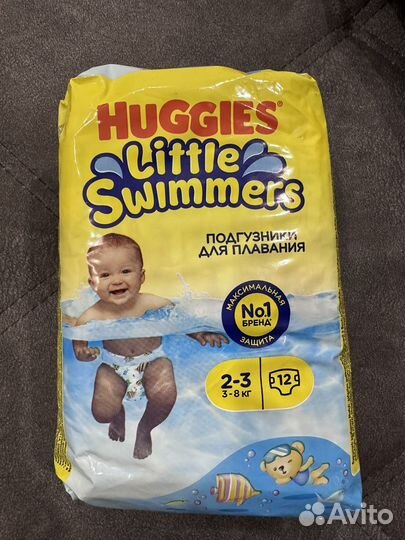 HUGGIES®
Little
Swimmers
ПОДГУЗНИКИ
ДЛЯ ПЛАВАНИЯ
МАКСИМАЛЬНАЯ
No1
БРЕНД*
ЗАЩИТА
2-3
3-8 КГ
12
Avito